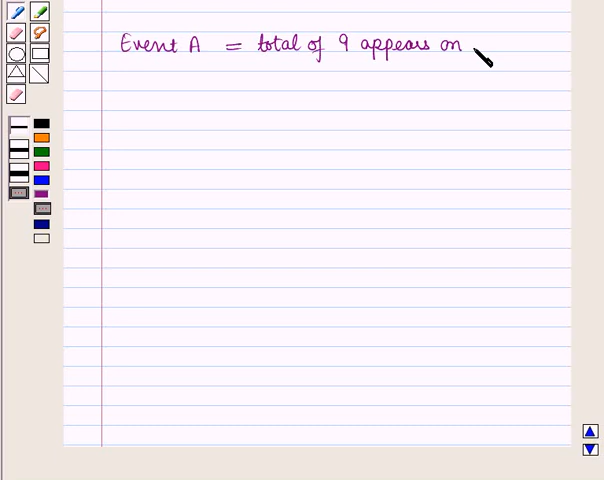 Event A = total of 9 appears on